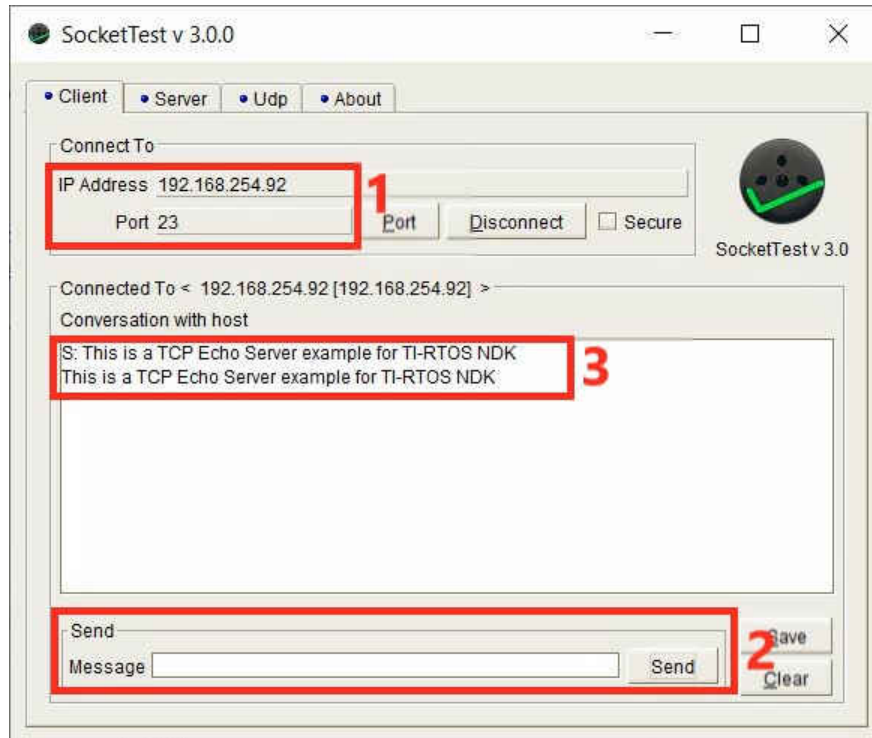 SocketTest v 3.0.0
Client Server Udp About
Connect To
IP Address 192.168.254.92
1
Port 23 Port Disconnect Secure
SocketTest v 3.0
Connected To < 192.168.254.92 [192.168.254.92] >
Conversation with host
S: This is a TCP Echo Server example for TI-RTOS NDK
This is a TCP Echo Server example for TI-RTOS NDK
3
Send
Message Send
2
Save
Clear